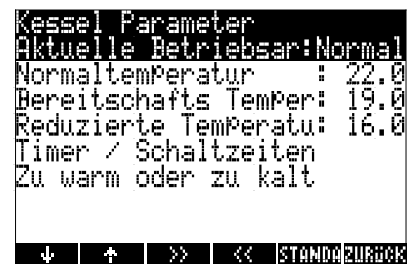 Kessel Parameter
Aktuelle Betriebsar:Normal
Normaltemperatur : 22.0
Bereitschafts Temper: 19.0
Reduzierte Temperatu: 16.0
Timer / Schaltzeiten
Zu warm oder zu kalt
↓ ↑ >> << STANDA ZURÜCK